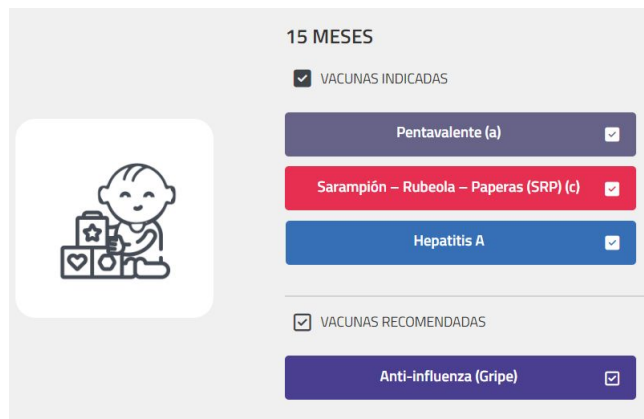 15 MESES
VACUNAS INDICADAS
Pentavalente (a)
Sarampión – Rubeola – Paperas (SRP) (c)
Hepatitis A
VACUNAS RECOMENDADAS
Anti-influenza (Gripe)